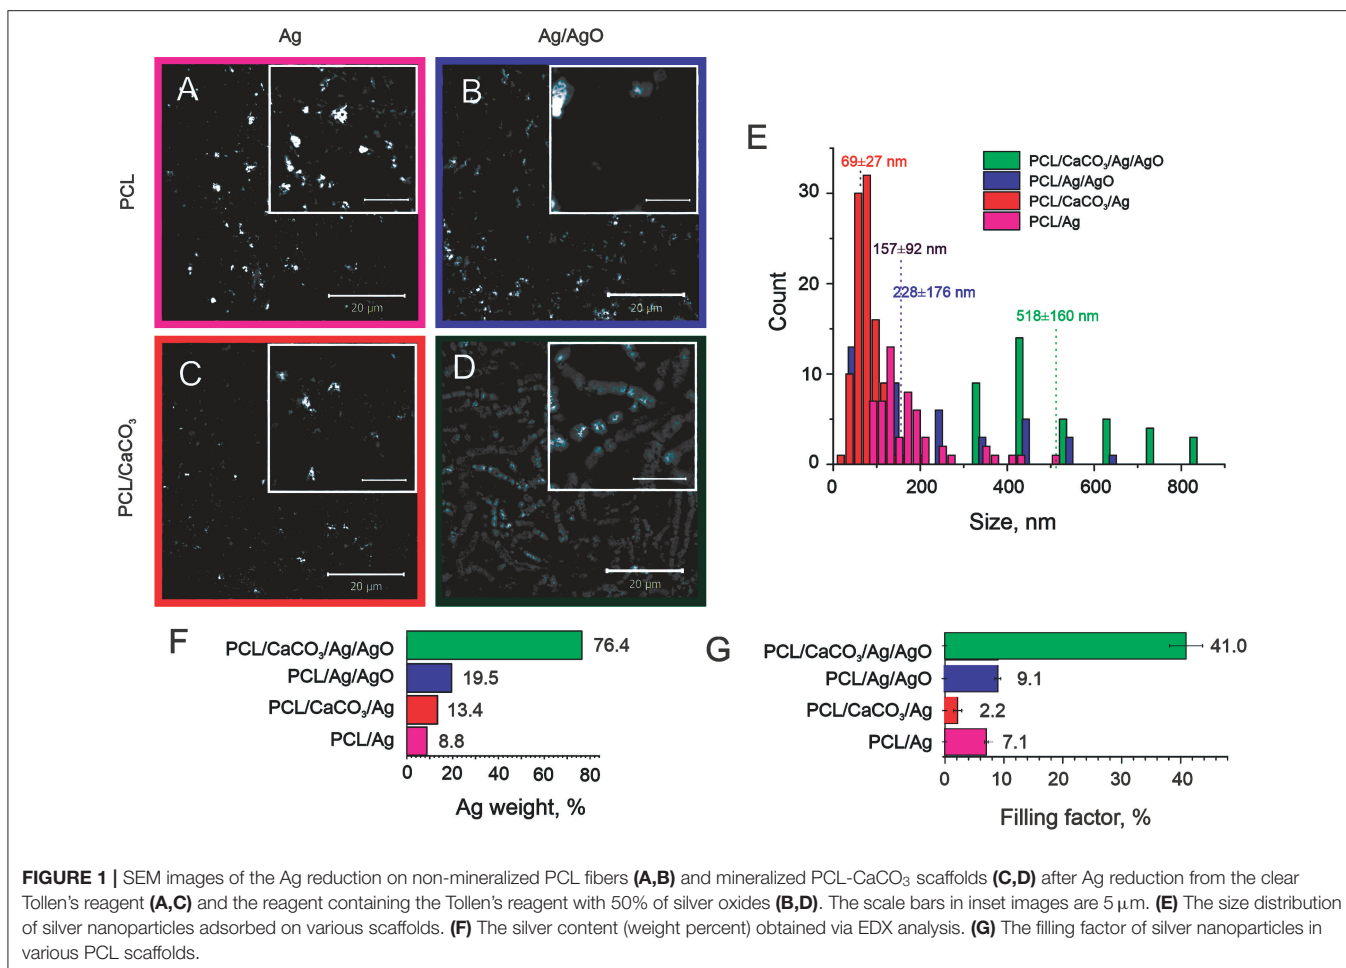 Ag
Ag/AgO
PCL
PCL/CaCO₃
A
20 µm
B
20 µm
C
20 µm
D
20 µm
E
69±27 nm
157±92 nm
228±176 nm
518±160 nm
PCL/CaCO₃/Ag/AgO
PCL/Ag/AgO
PCL/CaCO₃/Ag
PCL/Ag
Count
30
20
10
0
0 200 400 600 800
Size, nm
F
PCL/CaCO₃/Ag/AgO 76.4
PCL/Ag/AgO 19.5
PCL/CaCO₃/Ag 13.4
PCL/Ag 8.8
0 20 40 60 80
Ag weight, %
G
PCL/CaCO₃/Ag/AgO 41.0
PCL/Ag/AgO 9.1
PCL/CaCO₃/Ag 2.2
PCL/Ag 7.1
0 10 20 30 40
Filling factor, %
FIGURE 1 | SEM images of the Ag reduction on non-mineralized PCL fibers (A,B) and mineralized PCL-CaCO₃ scaffolds (C,D) after Ag reduction from the clear
Tollen's reagent (A,C) and the reagent containing the Tollen's reagent with 50% of silver oxides (B,D). The scale bars in inset images are 5 µm. (E) The size distribution
of silver nanoparticles adsorbed on various scaffolds. (F) The silver content (weight percent) obtained via EDX analysis. (G) The filling factor of silver nanoparticles in
various PCL scaffolds.